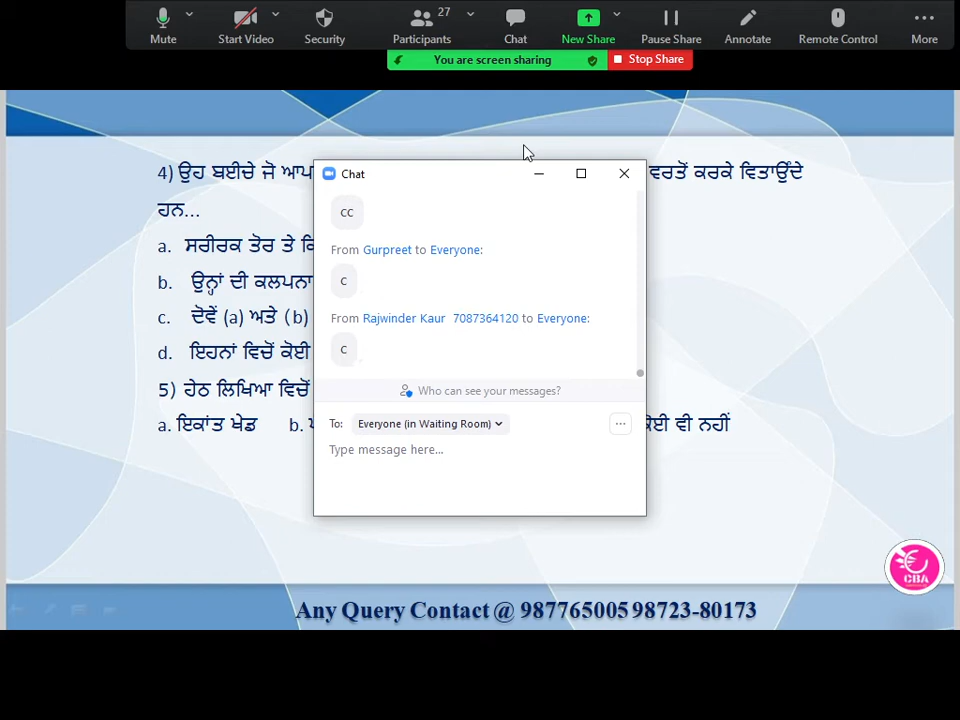 Mute
Start Video
Security
27
Participants
Chat
New Share
Pause Share
Annotate
Remote Control
More
You are screen sharing
Stop Share
4) ਉਹ ਬਈਚੇ ਜੋ ਆਪ
ਵਰਤੋਂ ਕਰਕੇ ਵਿਤਾਉਂਦੇ
ਹਨ...
a. ਸਰੀਰਕ ਤੋਰ ਤੇ ਕਿ
b. ਉਨ੍ਹਾਂ ਦੀ ਕਲਪਨਾ
c. ਦੋਵੇਂ (a) ਅਤੇ (b)
d. ਇਹਨਾਂ ਵਿਚੋਂ ਕੋਈ
5) ਹੇਠ ਲਿਖਿਆ ਵਿਚੋਂ
a. ਇਕਾਂਤ ਖੇਡ b.
ਕੋਈ ਵੀ ਨਹੀਂ
Chat
CC
From Gurpreet to Everyone:
C
From Rajwinder Kaur 7087364120 to Everyone:
C
Who can see your messages?
To: Everyone (in Waiting Room)
Type message here...
CBA
Any Query Contact @ 9877650059 8723-80173